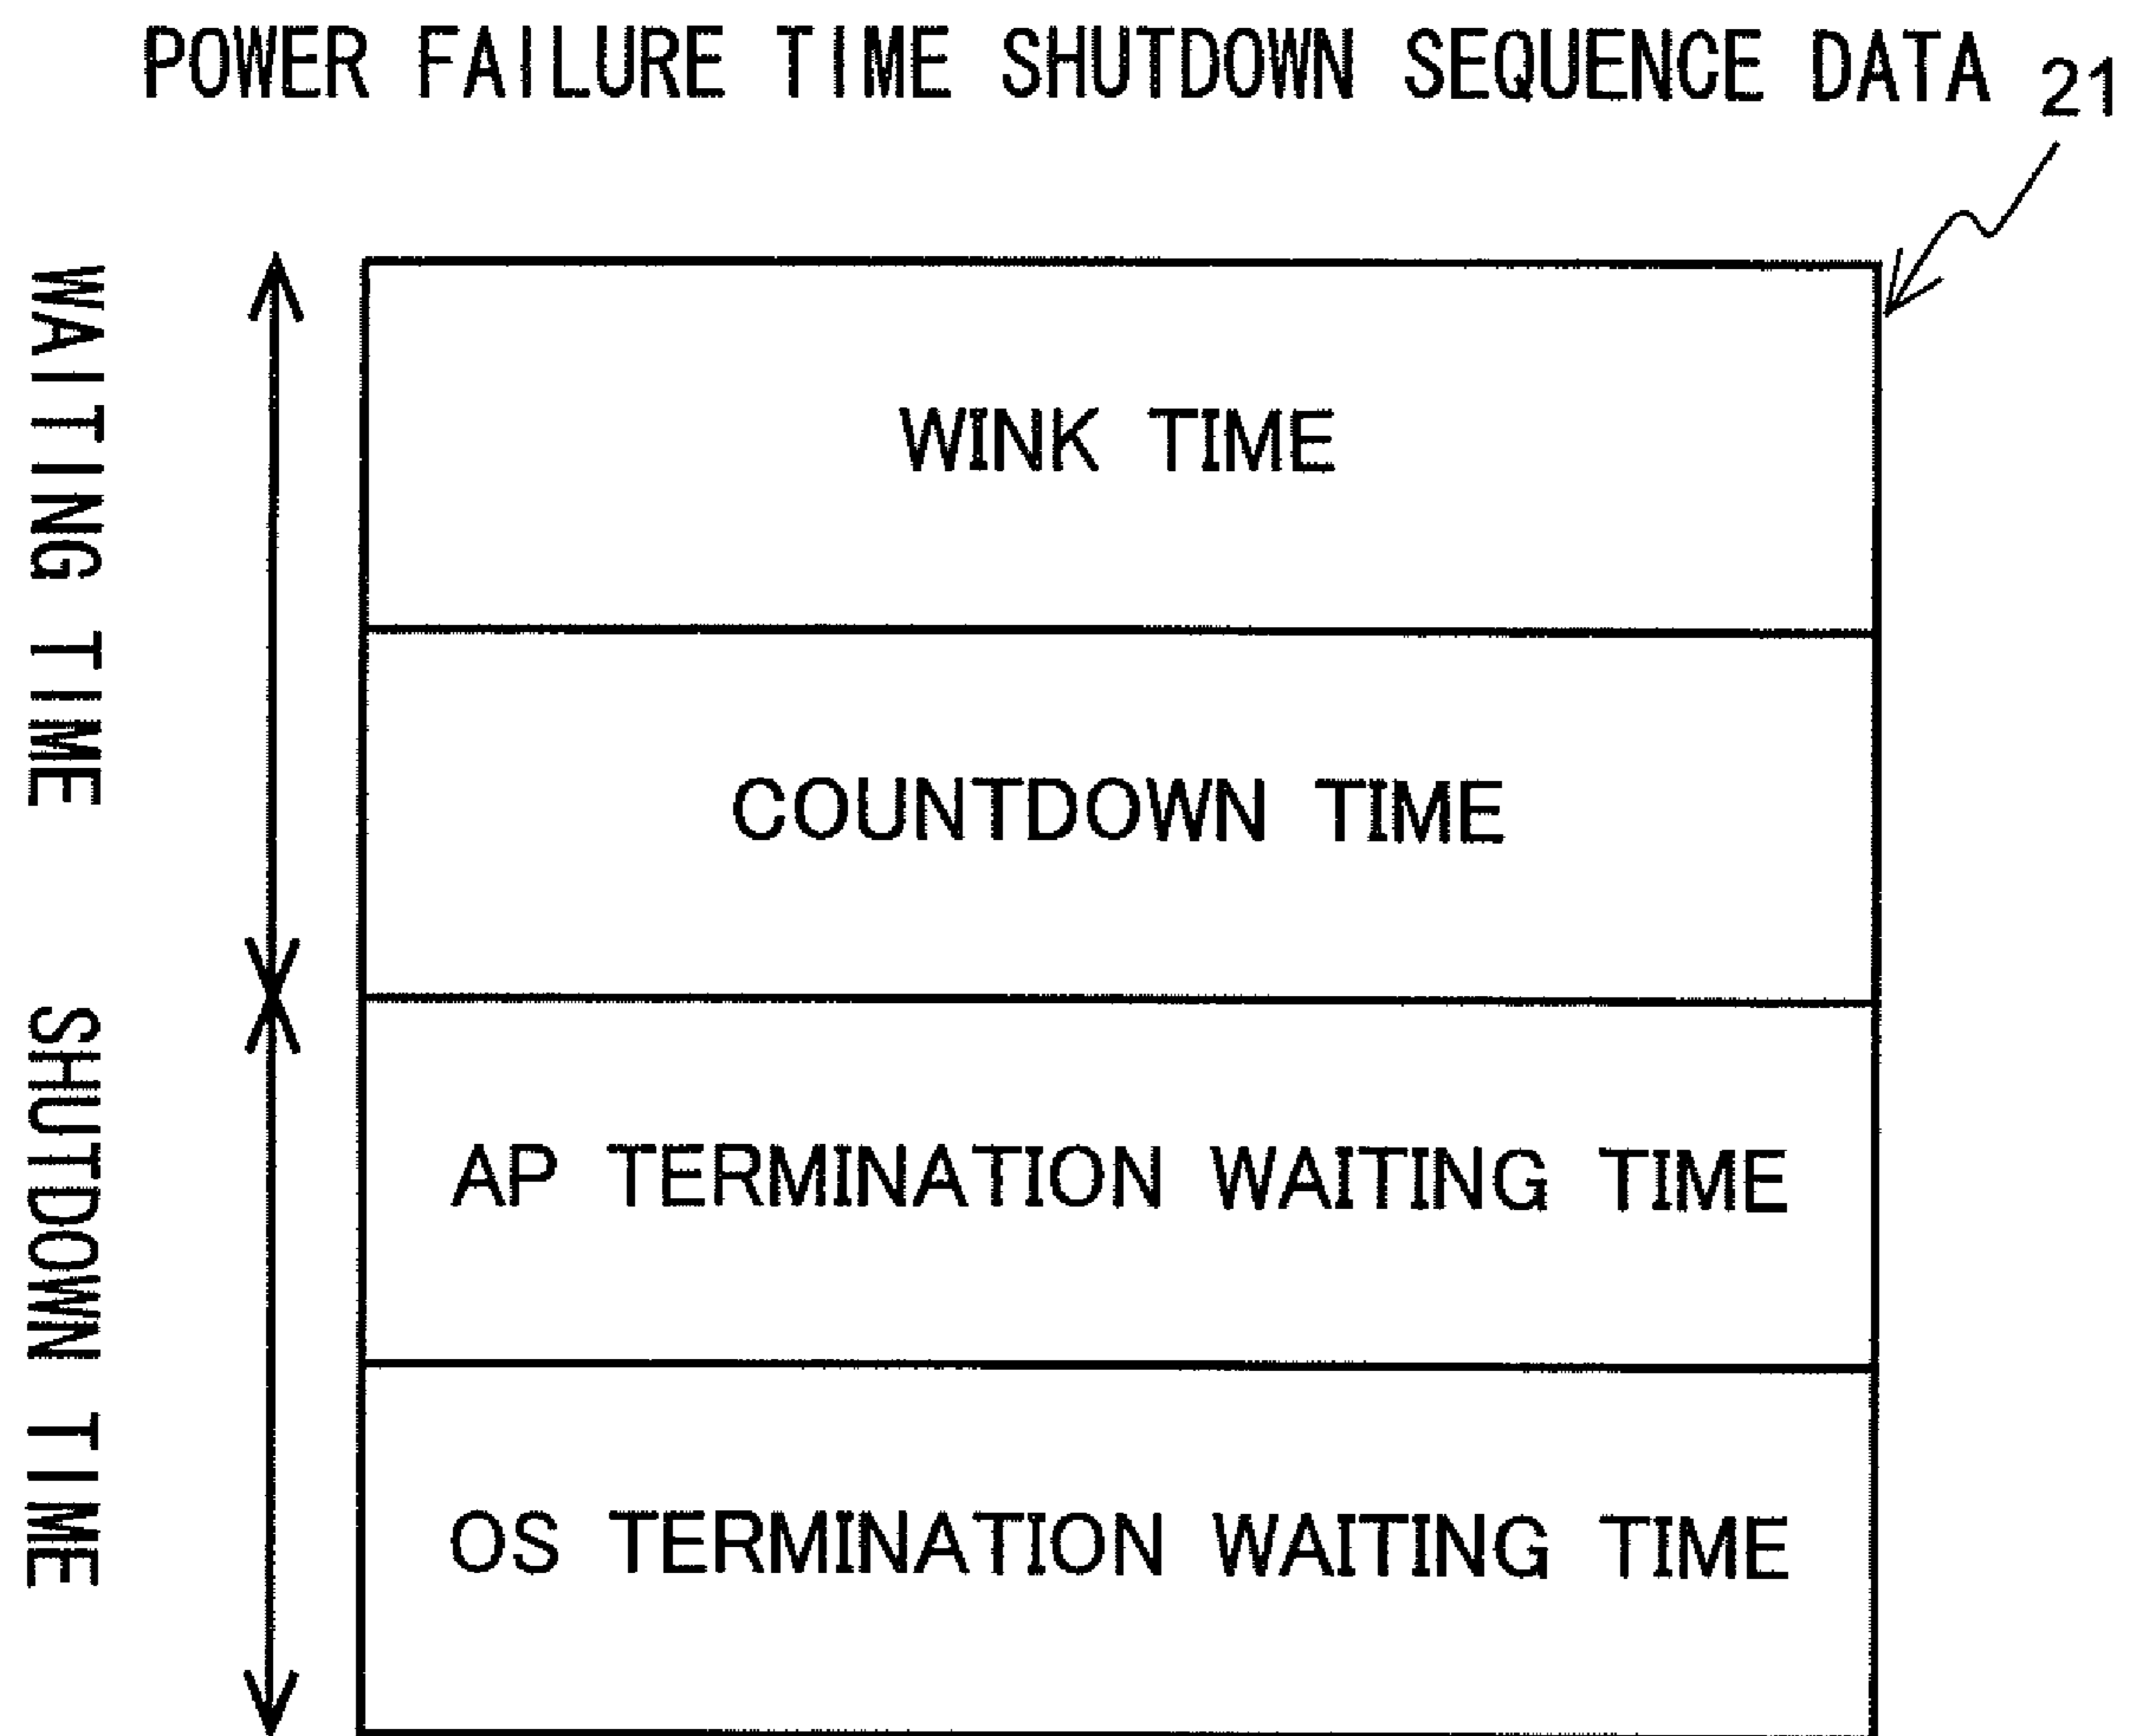 POWER FAILURE TIME SHUTDOWN SEQUENCE DATA 21
WAITING TIME
WINK TIME
COUNTDOWN TIME
SHUTDOWN TIME
AP TERMINATION WAITING TIME
OS TERMINATION WAITING TIME